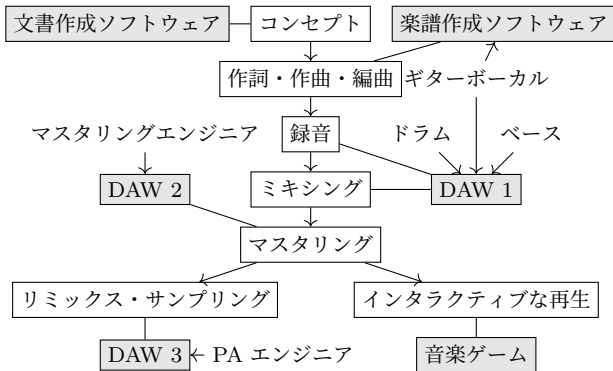 文書作成ソフトウェア コンセプト 楽譜作成ソフトウェア
作詞・作曲・編曲 ギターボーカル
マスタリングエンジニア 録音 ドラム ベース
DAW 2 ミキシング DAW 1
マスタリング
リミックス・サンプリング インタラクティブな再生
DAW 3 PA エンジニア 音楽ゲーム